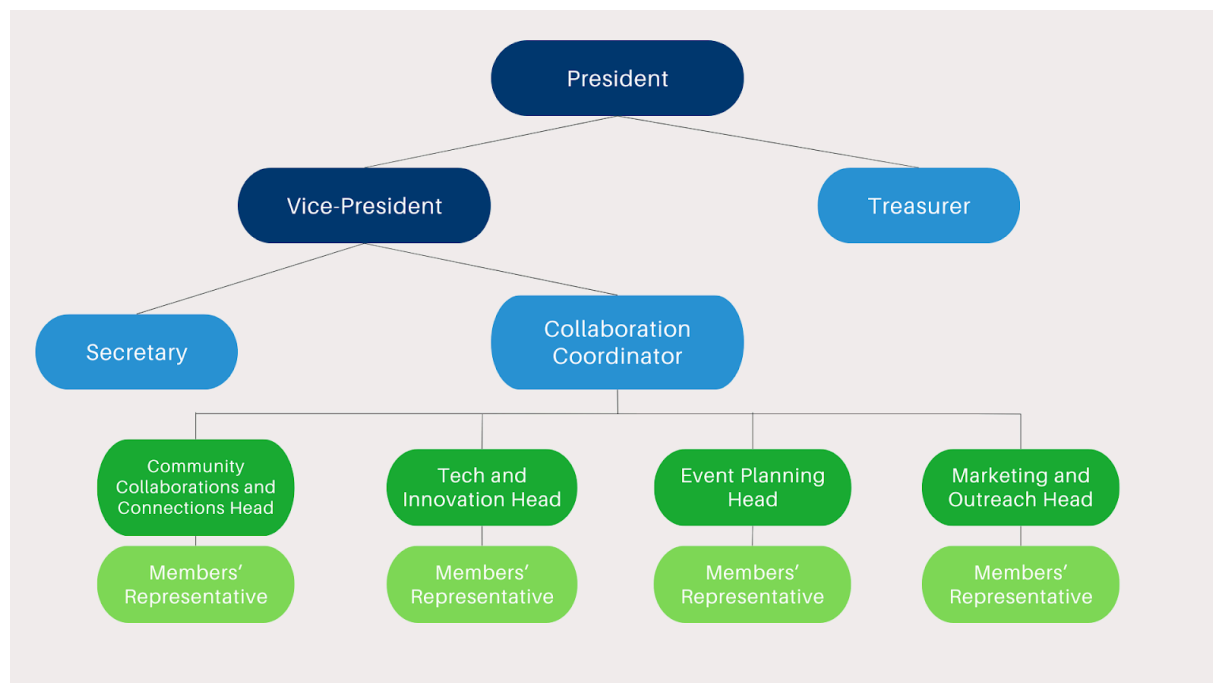 President
Vice-President
Treasurer
Secretary
Collaboration
Coordinator
Community
Collaborations and
Connections Head
Tech and
Innovation Head
Event Planning
Head
Marketing and
Outreach Head
Members’
Representative
Members’
Representative
Members’
Representative
Members’
Representative